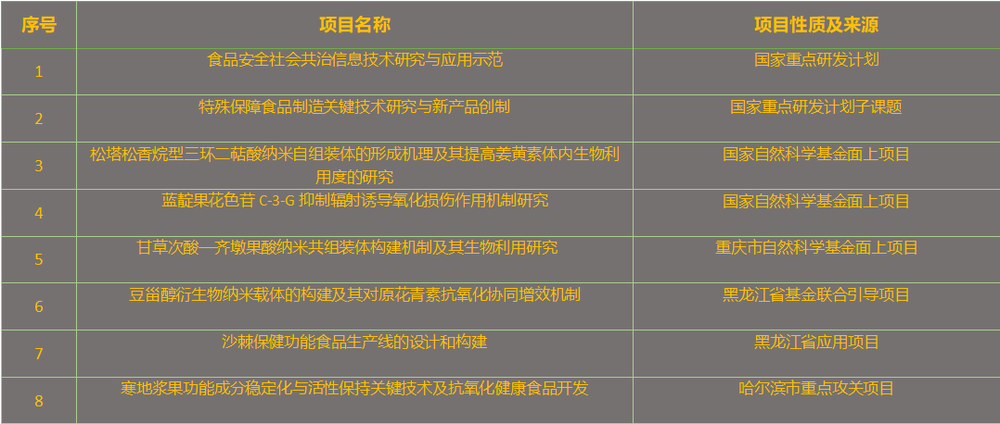 序号 项目名称 项目性质及来源
1 食品安全社会共治信息技术研究与应用示范 国家重点研发计划
2 特殊保障食品制造关键技术研究与新产品创制 国家重点研发计划子课题
3 松塔松香烷型三环二萜酸纳米自组装体的形成机理及其提高姜黄素体内生物利 国家自然科学基金面上项目
用度的研究
4 蓝靛果花色苷 C-3-G 抑制辐射诱导氧化损伤作用机制研究 国家自然科学基金面上项目
5 甘草次酸—齐墩果酸纳米共组装体构建机制及其生物利用研究 重庆市自然科学基金面上项目
6 豆甾醇衍生物纳米载体的构建及其对原花青素抗氧化协同增效机制 黑龙江省基金联合引导项目
7 沙棘保健功能食品生产线的设计和构建 黑龙江省应用项目
8 寒地浆果功能成分稳定化与活性保持关键技术及抗氧化健康食品开发 哈尔滨市重点攻关项目